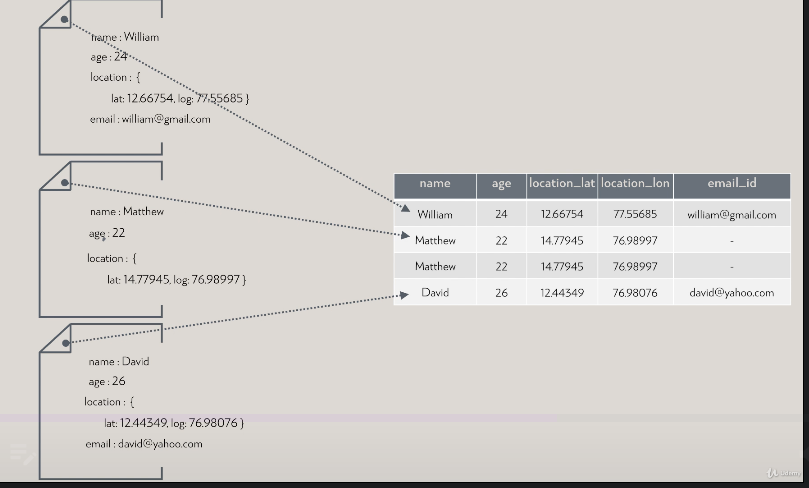 name : William
age : 24
location : {
lat: 12.66754, log: 77.55685 }
email : william@gmail.com
name : Matthew
age : 22
location : {
lat: 14.77945, log: 76.98997 }
name : David
age : 26
location : {
lat: 12.44349, log: 76.98076 }
email : david@yahoo.com
name age location_lat location_lon email_id
William 24 12.66754 77.55685 william@gmail.com
Matthew 22 14.77945 76.98997 -
Matthew 22 14.77945 76.98997 -
David 26 12.44349 76.98076 david@yahoo.com
Udemy